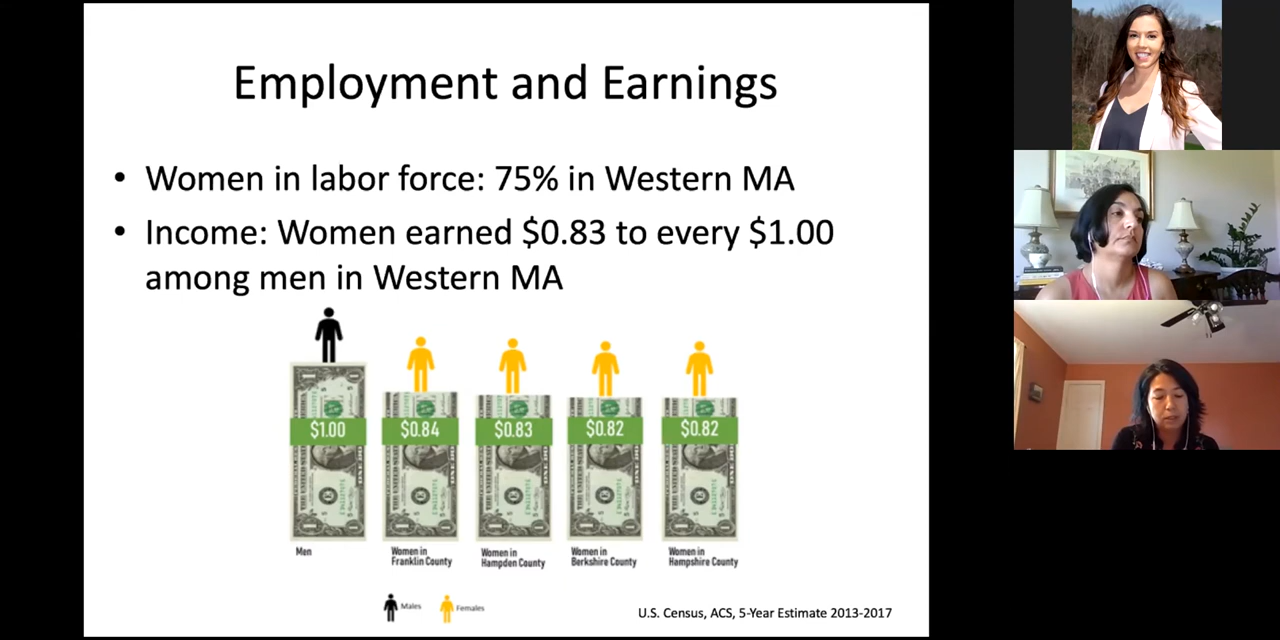 Employment and Earnings
• Women in labor force: 75% in Western MA
• Income: Women earned $0.83 to every $1.00
among men in Western MA
$1.00
$0.84
$0.83
$0.82
$0.82
Men
Women in
Franklin County
Women in
Hampden County
Women in
Berkshire County
Women in
Hampshire County
Males
Females
U.S. Census, ACS, 5-Year Estimate 2013-2017